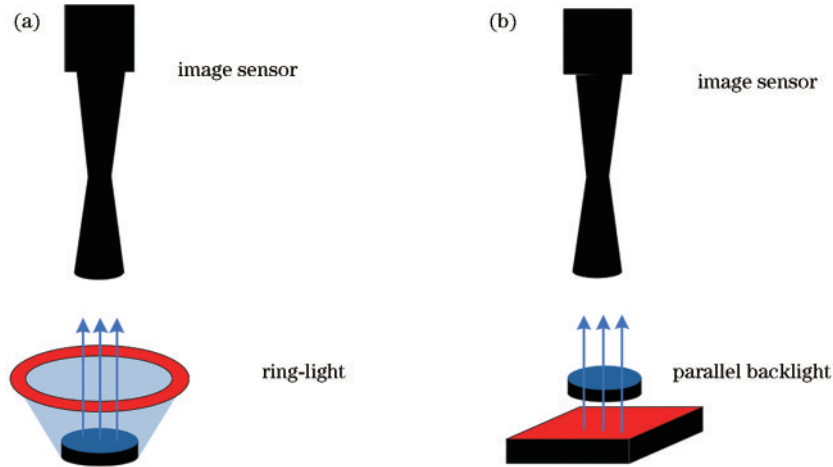 (a)
image sensor
ring-light
(b)
image sensor
parallel backlight